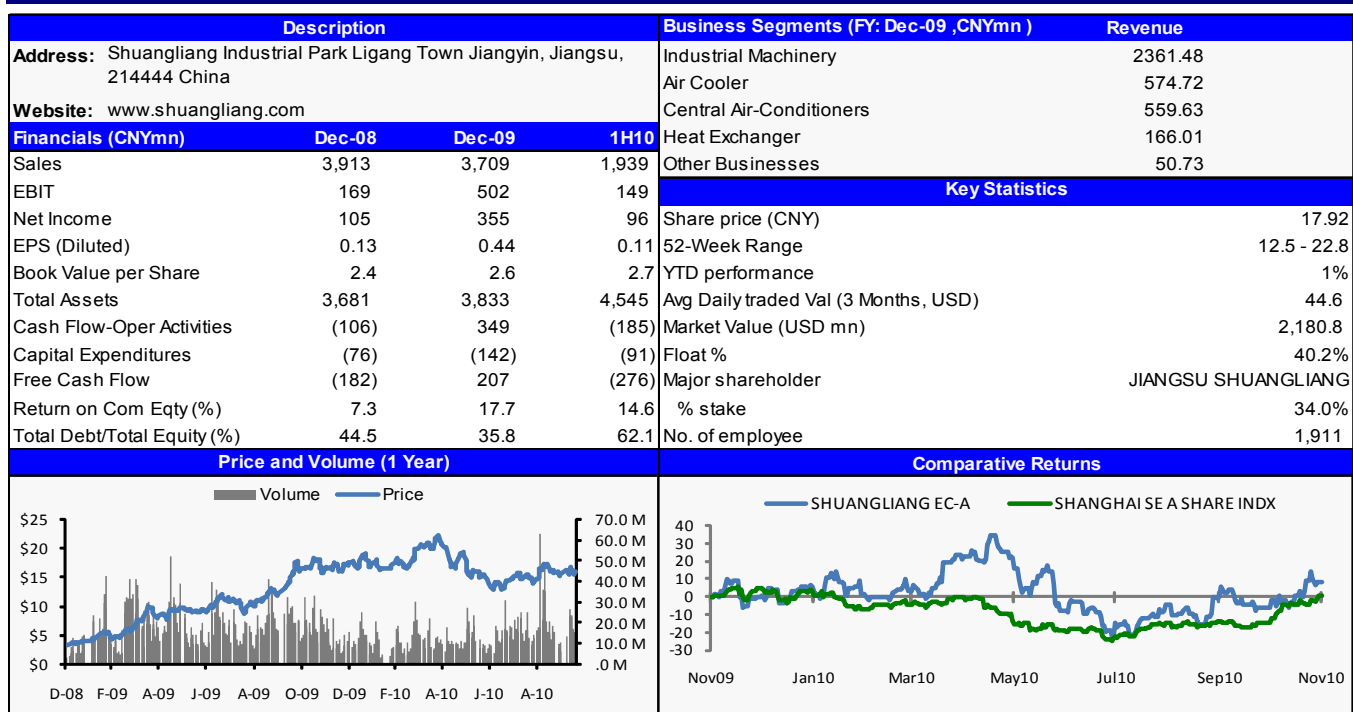 Description
Address: Shuangliang Industrial Park Ligang Town Jiangyin, Jiangsu,
214444 China
Website: www.shuangliang.com
Financials (CNYmn) Dec-08 Dec-09 1H10
Sales 3,913 3,709 1,939
EBIT 169 502 149
Net Income 105 355 96
EPS (Diluted) 0.13 0.44 0.11
Book Value per Share 2.4 2.6 2.7
Total Assets 3,681 3,833 4,545
Cash Flow-Oper Activities (106) 349 (185)
Capital Expenditures (76) (142) (91)
Free Cash Flow (182) 207 (276)
Return on Com Eqty (%) 7.3 17.7 14.6
Total Debt/Total Equity (%) 44.5 35.8 62.1
Business Segments (FY: Dec-09 ,CNYmn ) Revenue
Industrial Machinery 2361.48
Air Cooler 574.72
Central Air-Conditioners 559.63
Heat Exchanger 166.01
Other Businesses 50.73
Key Statistics
Share price (CNY) 17.92
52-Week Range 12.5 - 22.8
YTD performance 1%
Avg Daily traded Val (3 Months, USD) 44.6
Market Value (USD mn) 2,180.8
Float % 40.2%
Major shareholder JIANGSU SHUANGLIANG
% stake 34.0%
No. of employee 1,911
Price and Volume (1 Year)
Volume Price
$25 70.0 M
60.0 M
$20
50.0 M
$15 40.0 M
$10 30.0 M
20.0 M
$5
10.0 M
$0 .0 M
D-08 F-09 A-09 J-09 A-09 O-09 D-09 F-10 A-10 J-10 A-10
Comparative Returns
SHUANGLIANG EC-A SHANGHAI SE A SHARE INDX
40
30
20
10
0
-10
-20
-30
Nov09 Jan10 Mar10 May10 Jul10 Sep10 Nov10